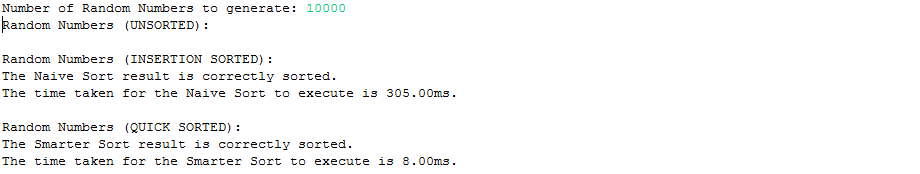 Number of Random Numbers to generate: 10000
Random Numbers (UNSORTED):
Random Numbers (INSERTION SORTED):
The Naive Sort result is correctly sorted.
The time taken for the Naive Sort to execute is 305.00ms.
Random Numbers (QUICK SORTED):
The Smarter Sort result is correctly sorted.
The time taken for the Smarter Sort to execute is 8.00ms.